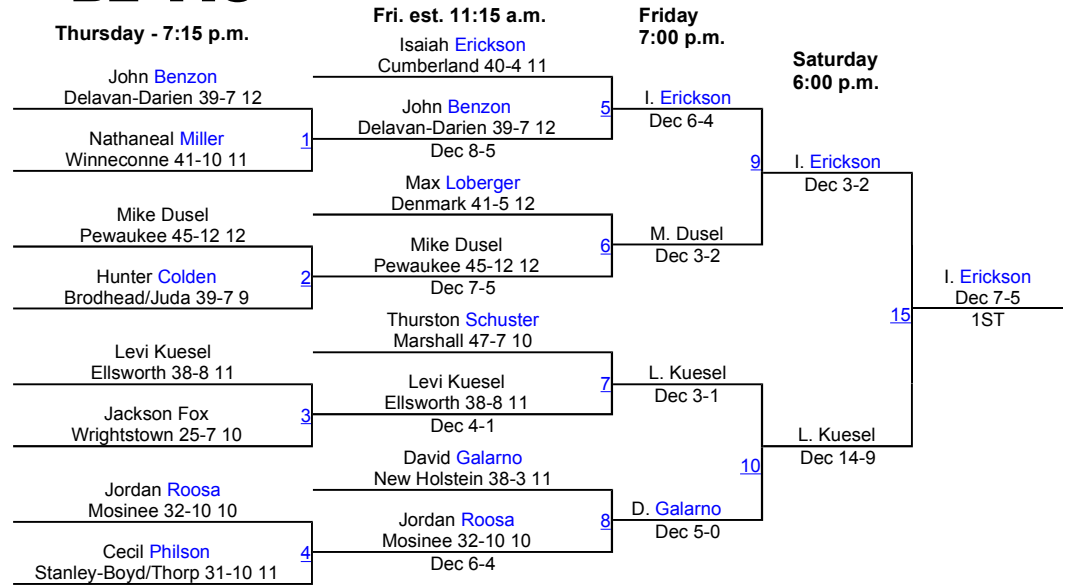 Thursday - 7:15 p.m.
John Benzon
Delavan-Darien 39-7 12
Nathaneal Miller
Winneconne 41-10 11
1
Mike Dusel
Pewaukee 45-12 12
Hunter Colden
Brodhead/Juda 39-7 9
2
Levi Kuesel
Ellsworth 38-8 11
Jackson Fox
Wrightstown 25-7 10
3
Jordan Roosa
Mosinee 32-10 10
Cecil Philson
Stanley-Boyd/Thorp 31-10 11
4
Fri. est. 11:15 a.m.
Isaiah Erickson
Cumberland 40-4 11
John Benzon
Delavan-Darien 39-7 12
Dec 8-5
5
Max Loberger
Denmark 41-5 12
Mike Dusel
Pewaukee 45-12 12
Dec 7-5
6
Thurston Schuster
Marshall 47-7 10
Levi Kuesel
Ellsworth 38-8 11
Dec 4-1
7
David Galarno
New Holstein 38-3 11
Jordan Roosa
Mosinee 32-10 10
Dec 6-4
8
Friday
7:00 p.m.
I. Erickson
Dec 6-4
9
M. Dusel
Dec 3-2
L. Kuesel
Dec 3-1
10
D. Galarno
Dec 5-0
Saturday
6:00 p.m.
I. Erickson
Dec 3-2
15
L. Kuesel
Dec 14-9
I. Erickson
Dec 7-5
1ST